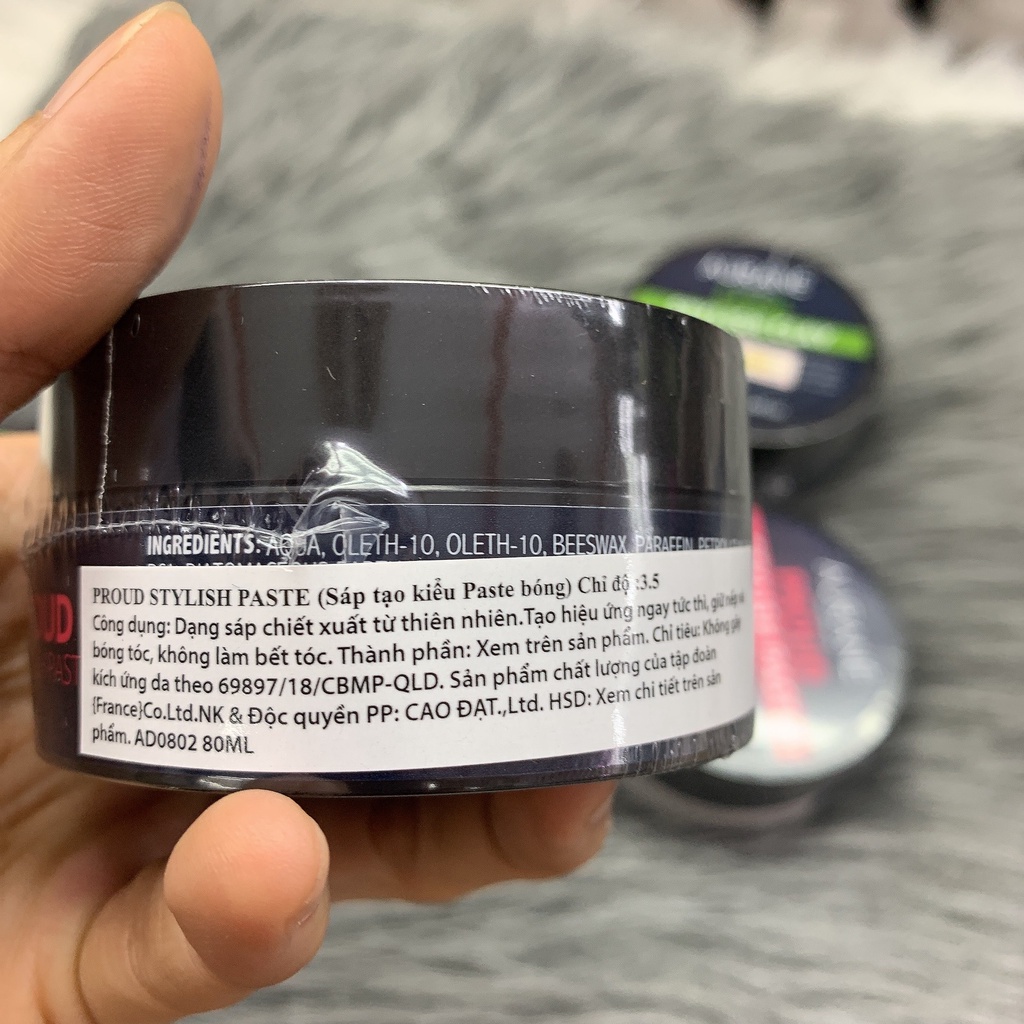 INGREDIENTS: AQUA, CLETH-10, OLETH-10, BEESWAX, PARAFFIN,
PROUD STYLISH PASTE (Sáp tạo kiểu Paste bóng) Chỉ độ :3.5
Công dụng: Dạng sáp chiết xuất từ thiên nhiên.Tạo hiệu ứng ngay tức thì, giữ nếp và
bóng tóc, không làm bết tóc. Thành phần: Xem trên sản phẩm. Chỉ tiêu: Không gây
kích ứng da theo 69897/18/CBMP-QLD. Sản phẩm chất lượng của tập đoàn
{France}Co.Ltd.NK & Độc quyền PP: CAO ĐẠT.,Ltd. HSD: Xem chi tiết trên sản
phẩm. AD0802 80ML